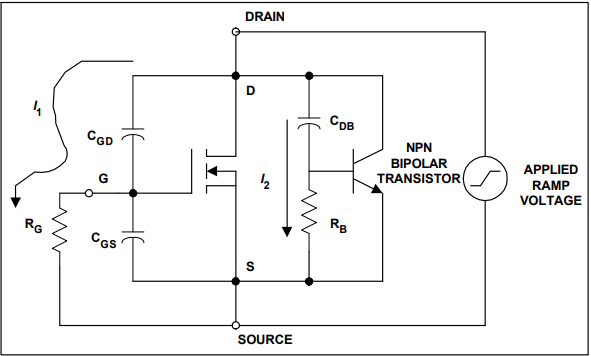 DRAIN
D
I1
CGD
CDB
NPN
BIPOLAR
TRANSISTOR
APPLIED
RAMP
VOLTAGE
G
I2
RG
CGS
RB
S
SOURCE